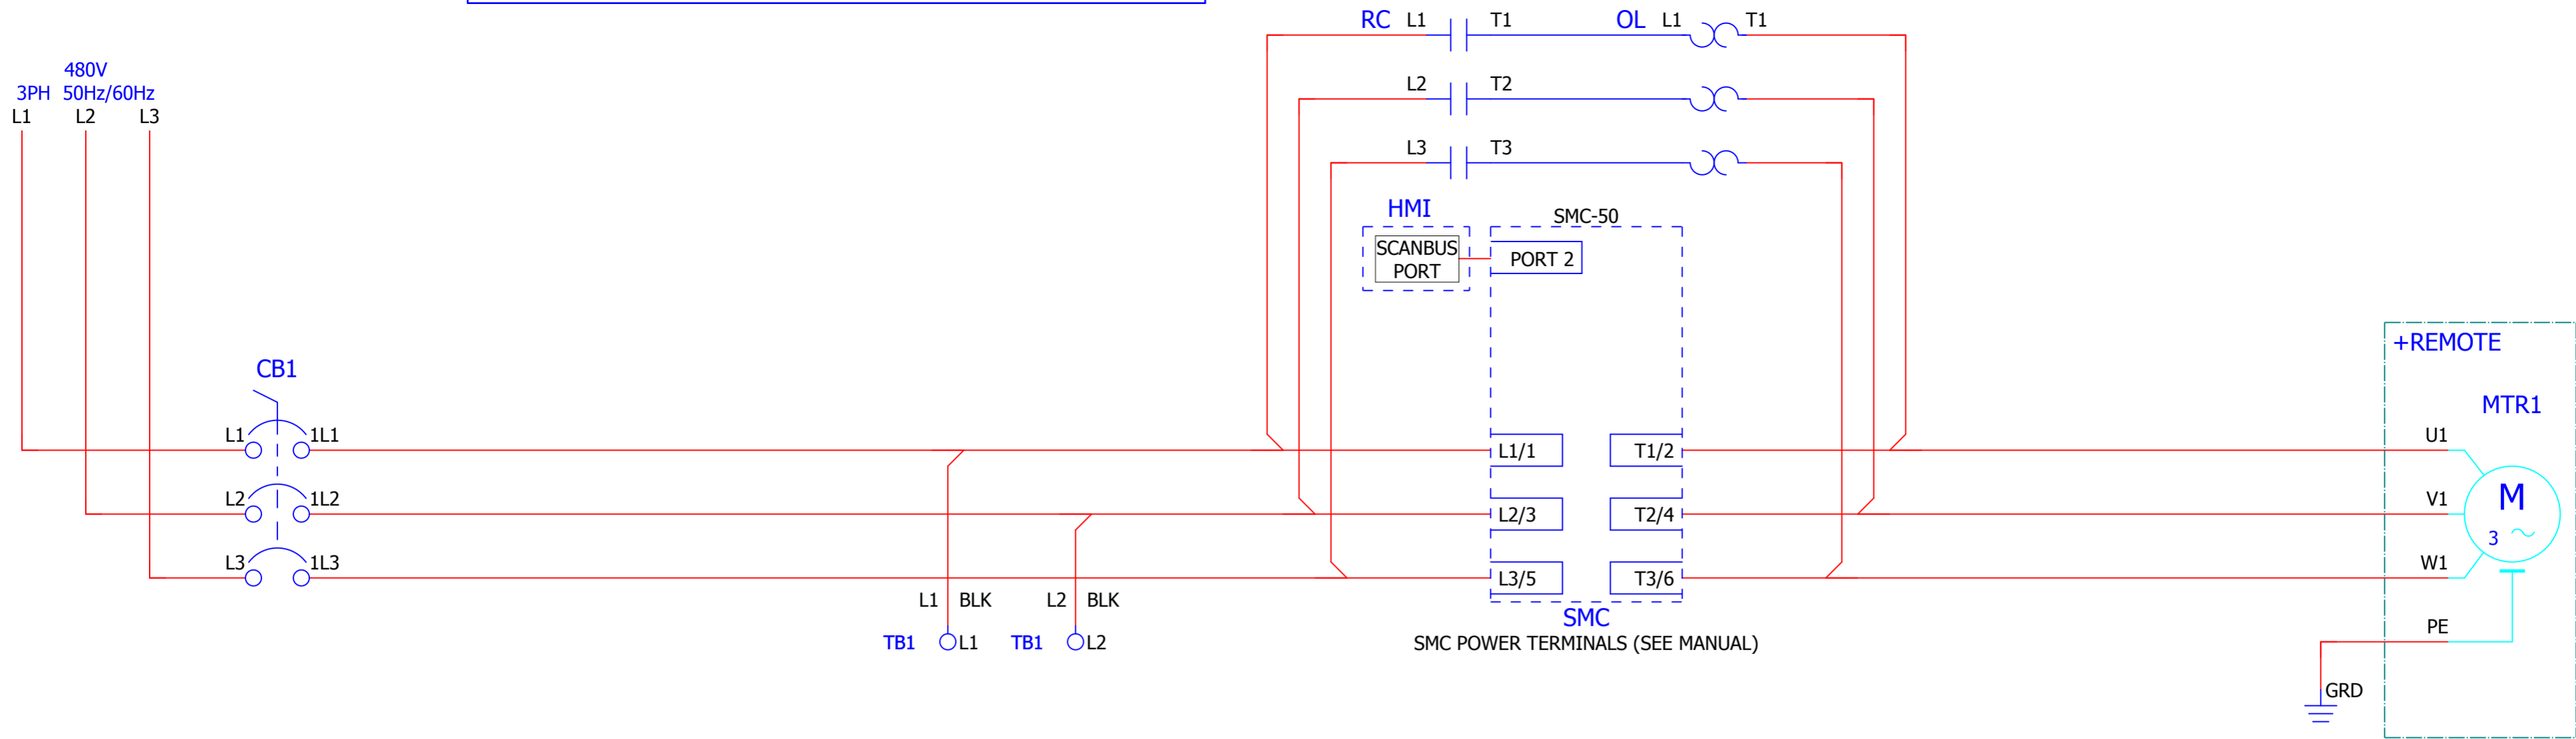 RC L1 T1 OL L1 T1
480V
3PH 50Hz/60Hz
L1 L2 L3
L2 T2
L3 T3
HMI
SMC-50
SCANBUS
PORT
PORT 2
+REMOTE
CB1
MTR1
L1 1L1
L1/1 T1/2
U1
L2 1L2
L2/3 T2/4
V1
M
3 ~
L3 1L3
L3/5 T3/6
W1
L1 BLK L2 BLK
SMC
PE
TB1 L1 TB1 L2
SMC POWER TERMINALS (SEE MANUAL)
GRD